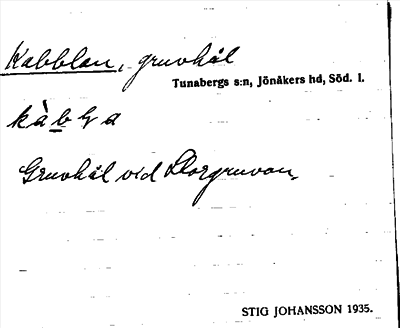 Kabblan, gruvhål
Tunabergs s:n, Jönåkers hd, Söd. l.
Gruvhål vid Storgruvan.
STIG JOHANSSON 1935.